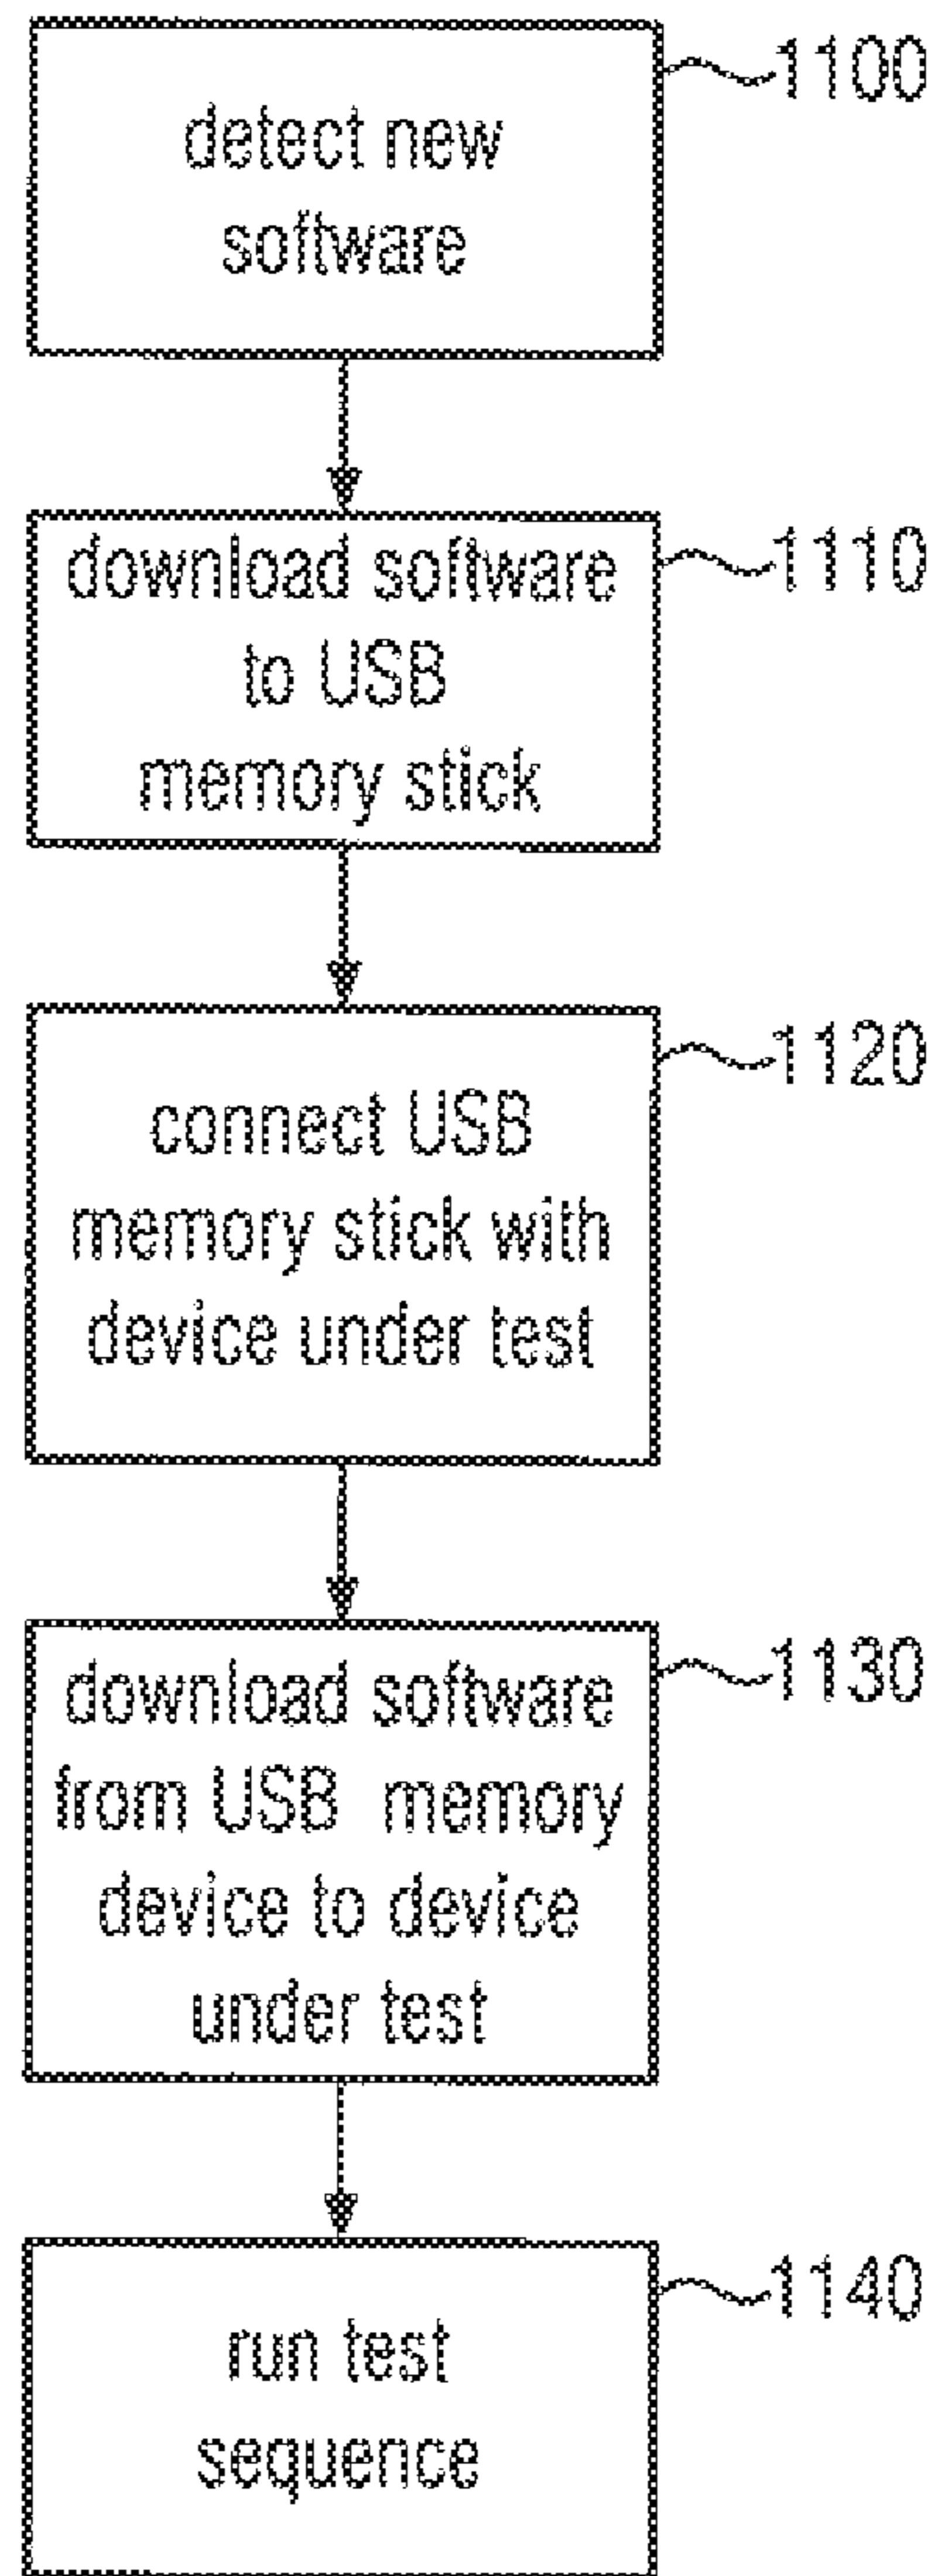 1100
detect new
software
download software
1110
to USB
memory stick
1120
connect USB
memory stick with
device under test
1130
download software
from USB memory
device to device
under test
1140
run test
sequence